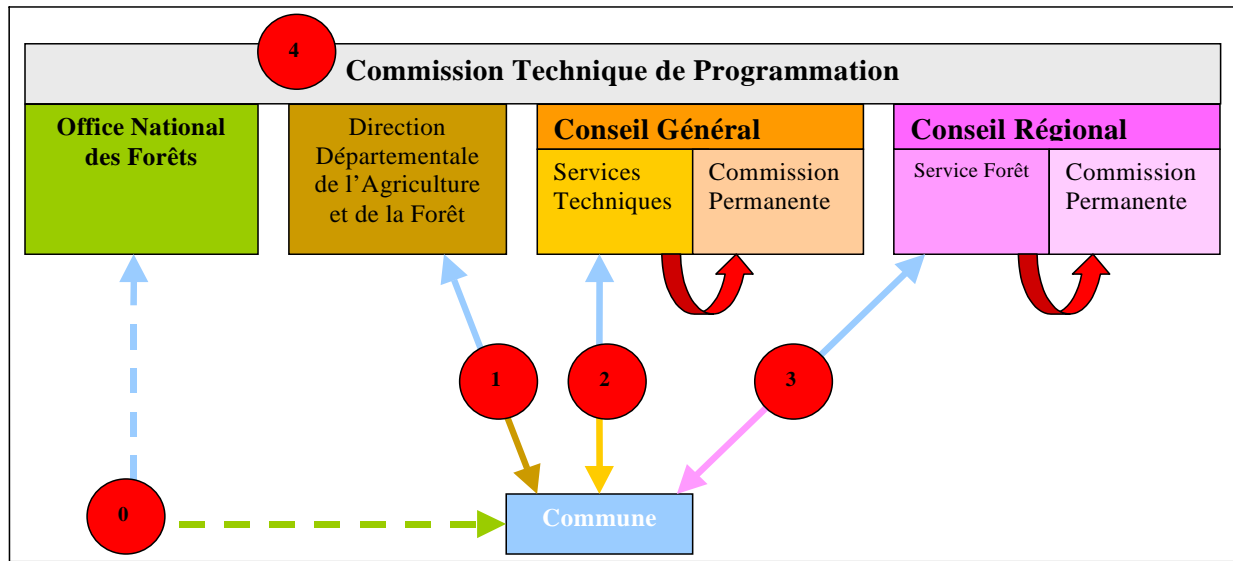 4
Commission Technique de Programmation
Office National
des Forêts
Direction
Départementale
de l’Agriculture
et de la Forêt
Conseil Général
Services
Techniques
Commission
Permanente
Conseil Régional
Service Forêt
Commission
Permanente
1
2
3
0
Commune